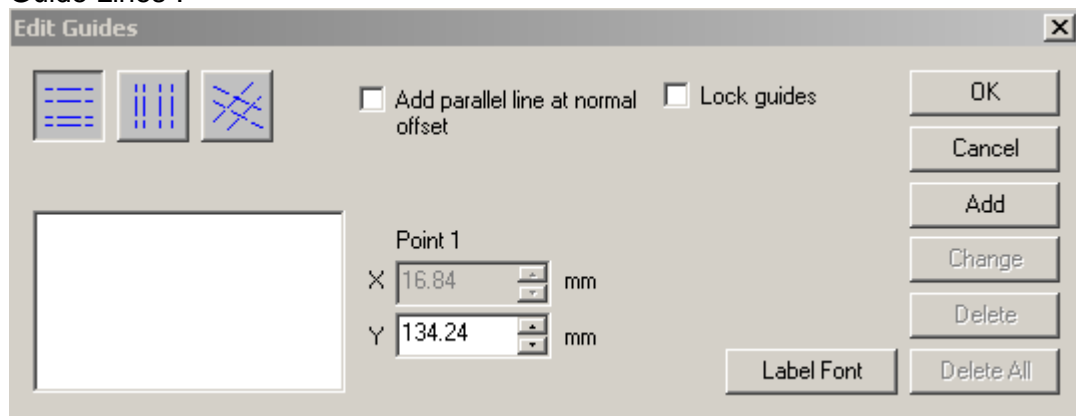 Guide Lines :
Edit Guides
Add parallel line at normal
offset
Lock guides
OK
Cancel
Add
Change
Delete
Delete All
Point 1
X 16.84 mm
Y 134.24 mm
Label Font